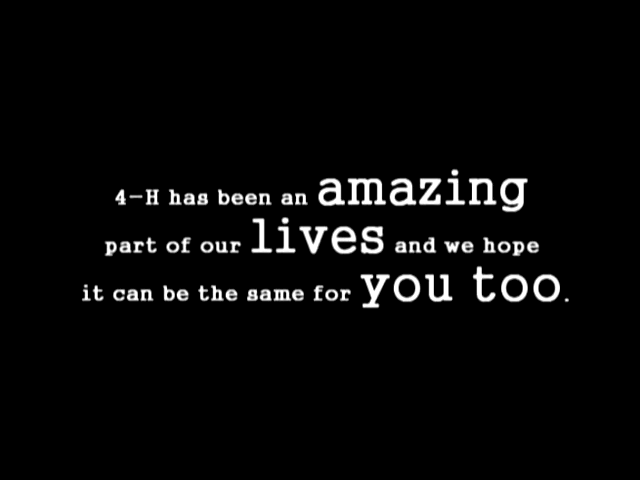 4-H has been an amazing
part of our lives and we hope
it can be the same for you too.